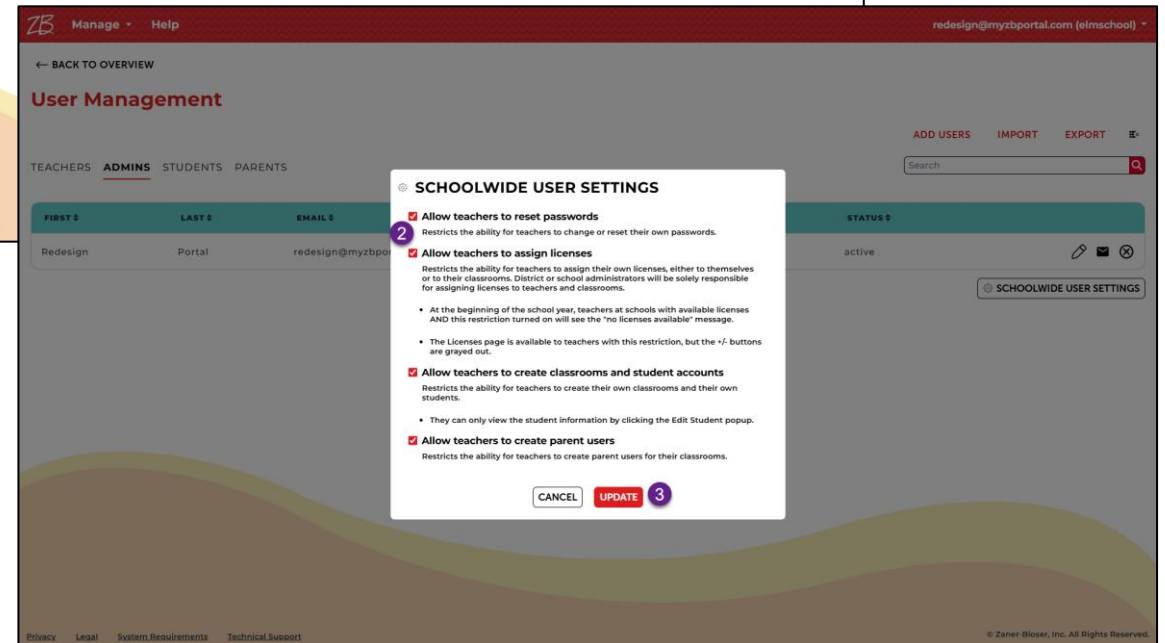 ZB Manage Help redesign@myzbportal.com (elmschool)
← BACK TO OVERVIEW
User Management
ADD USERS IMPORT EXPORT
TEACHERS ADMINS STUDENTS PARENTS Search
FIRST LAST EMAIL STATUS
Redesign Portal redesign@myzbpor active
SCHOOLWIDE USER SETTINGS
SCHOOLWIDE USER SETTINGS
Allow teachers to reset passwords
2 Restricts the ability for teachers to change or reset their own passwords.
Allow teachers to assign licenses
Restricts the ability for teachers to assign their own licenses, either to themselves
or to their classrooms. District or school administrators will be solely responsible
for assigning licenses to teachers and classrooms.
• At the beginning of the school year, teachers at schools with available licenses
AND this restriction turned on will see the "no licenses available" message.
• The Licenses page is available to teachers with this restriction, but the +/- buttons
are grayed out.
Allow teachers to create classrooms and student accounts
Restricts the ability for teachers to create their own classrooms and their own
students.
• They can only view the student information by clicking the Edit Student popup.
Allow teachers to create parent users
Restricts the ability for teachers to create parent users for their classrooms.
CANCEL UPDATE 3
Privacy Legal System Requirements Technical Support © Zaner-Bloser, Inc. All Rights Reserved.